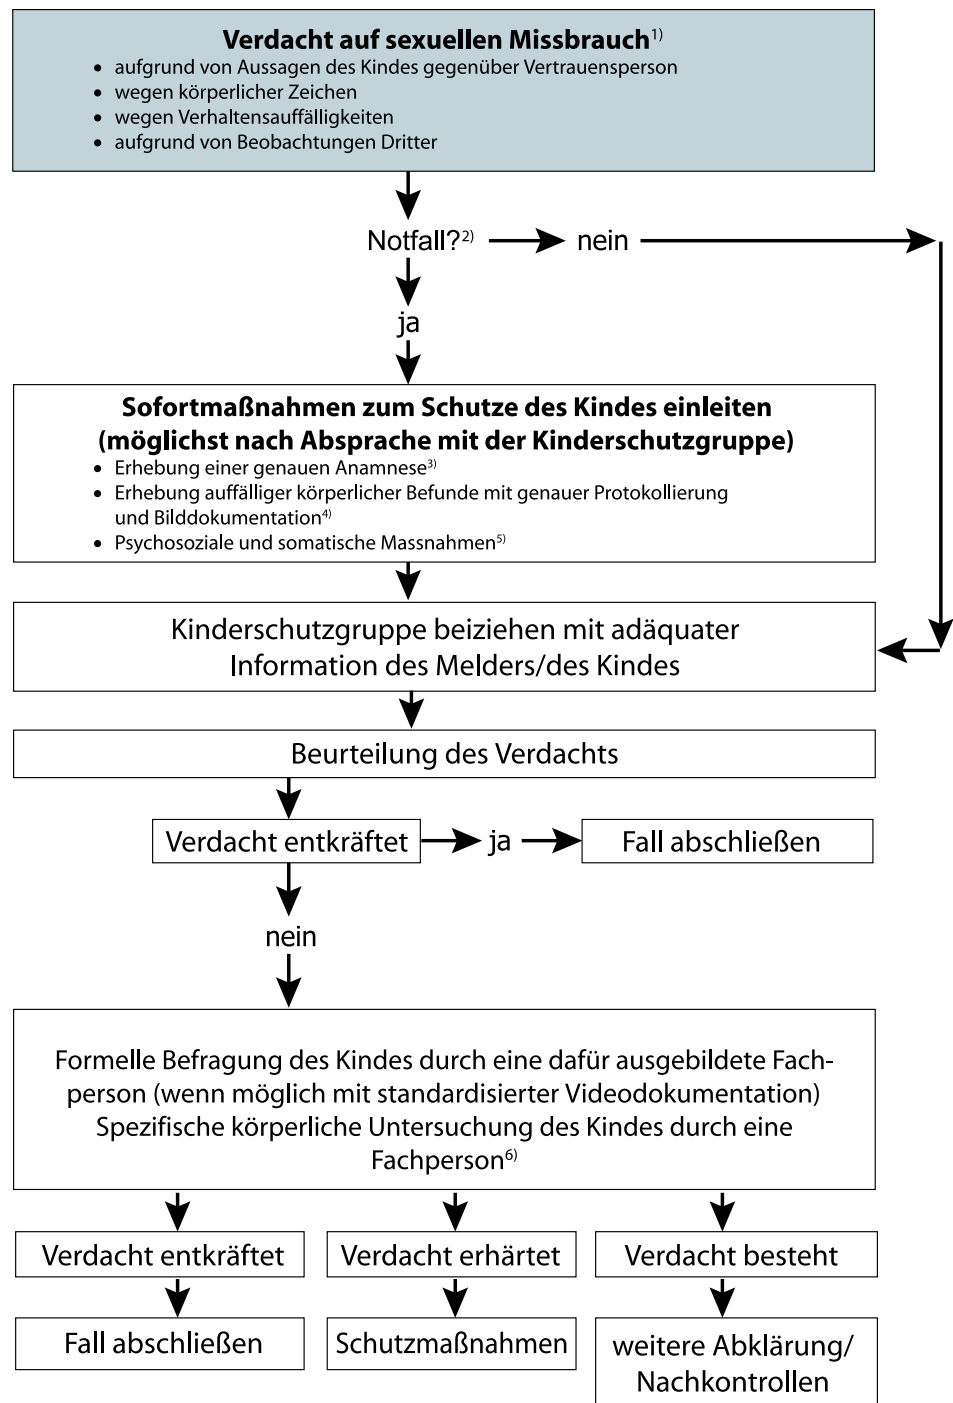 Verdacht auf sexuellen Missbrauch1)
• aufgrund von Aussagen des Kindes gegenüber Vertrauensperson
• wegen körperlicher Zeichen
• wegen Verhaltensauffälligkeiten
• aufgrund von Beobachtungen Dritter
Notfall?2) nein
ja
Sofortmaßnahmen zum Schutze des Kindes einleiten
(möglichst nach Absprache mit der Kinderschutzgruppe)
• Erhebung einer genauen Anamnese3)
• Erhebung auffälliger körperlicher Befunde mit genauer Protokollierung
und Bilddokumentation4)
• Psychosoziale und somatische Massnahmen5)
Kinderschutzgruppe beiziehen mit adäquater
Information des Melders/des Kindes
Beurteilung des Verdachts
Verdacht entkräftet ja Fall abschließen
nein
Formelle Befragung des Kindes durch eine dafür ausgebildete Fach-
person (wenn möglich mit standardisierter Videodokumentation)
Spezifische körperliche Untersuchung des Kindes durch eine
Fachperson6)
Verdacht entkräftet Verdacht erhärtet Verdacht besteht
Fall abschließen Schutzmaßnahmen weitere Abklärung/
Nachkontrollen